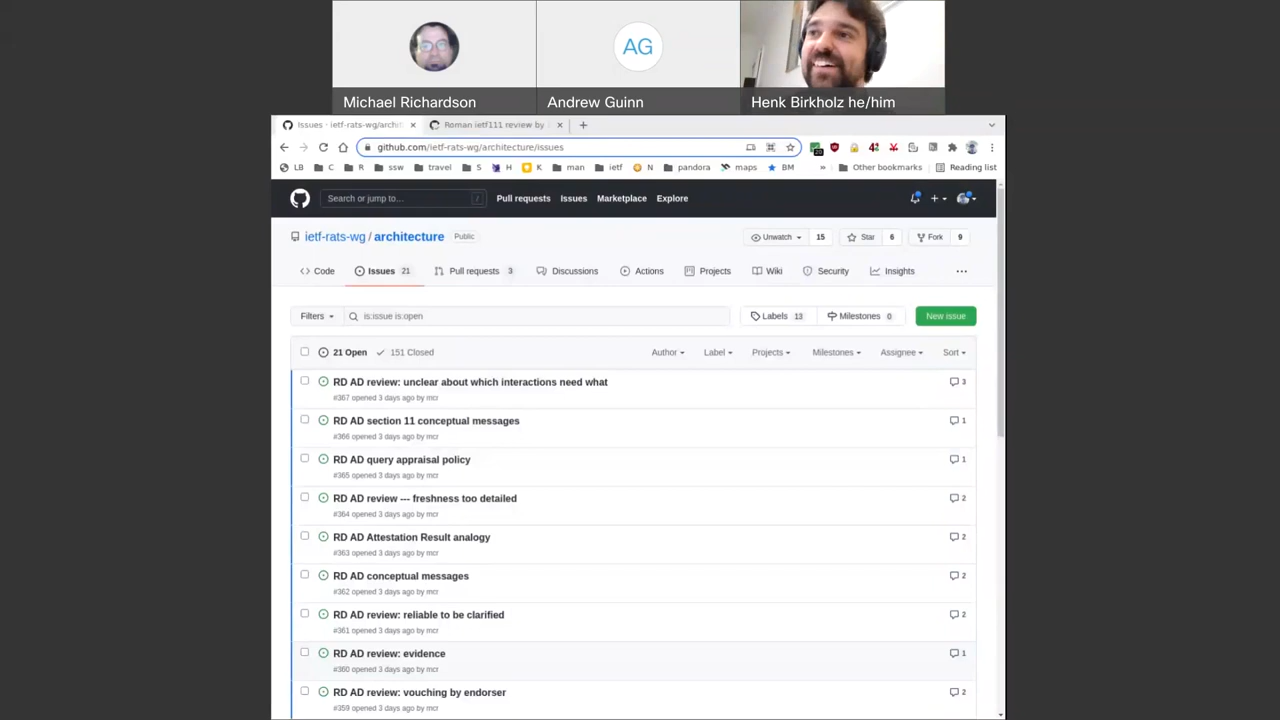 AG
Michael Richardson
Andrew Guinn
Henk Birkholz he/him
Issues · ietf-rats-wg/archit
Roman ietf111 review by
github.com/ietf-rats-wg/architecture/issues
LB
C
R
ssw
travel
S
H
K
man
ietf
N
pandora
maps
BM
»
Other bookmarks
Reading list
Search or jump to...
/
Pull requests
Issues
Marketplace
Explore
ietf-rats-wg / architecture
Public
Unwatch
15
Star
6
Fork
9
Code
Issues 21
Pull requests 3
Discussions
Actions
Projects
Wiki
Security
Insights
Filters
is:issue is:open
Labels 13
Milestones 0
New issue
21 Open
151 Closed
Author
Label
Projects
Milestones
Assignee
Sort
RD AD review: unclear about which interactions need what
3
#367 opened 3 days ago by mcr
RD AD section 11 conceptual messages
1
#366 opened 3 days ago by mcr
RD AD query appraisal policy
1
#365 opened 3 days ago by mcr
RD AD review --- freshness too detailed
2
#364 opened 3 days ago by mcr
RD AD Attestation Result analogy
2
#363 opened 3 days ago by mcr
RD AD conceptual messages
2
#362 opened 3 days ago by mcr
RD AD review: reliable to be clarified
2
#361 opened 3 days ago by mcr
RD AD review: evidence
1
#360 opened 3 days ago by mcr
RD AD review: vouching by endorser
2
#359 opened 3 days ago by mcr